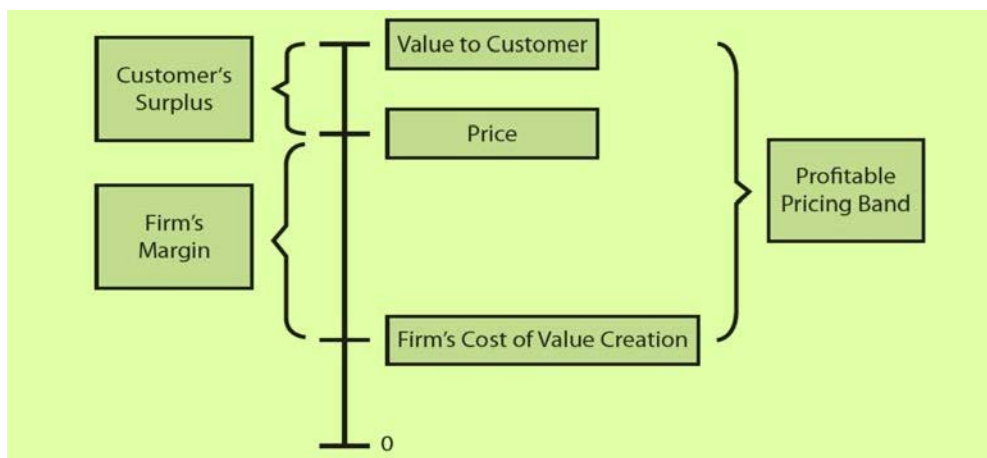 Customer's
Surplus
Value to Customer
Price
Firm's
Margin
Profitable
Pricing Band
Firm's Cost of Value Creation
0